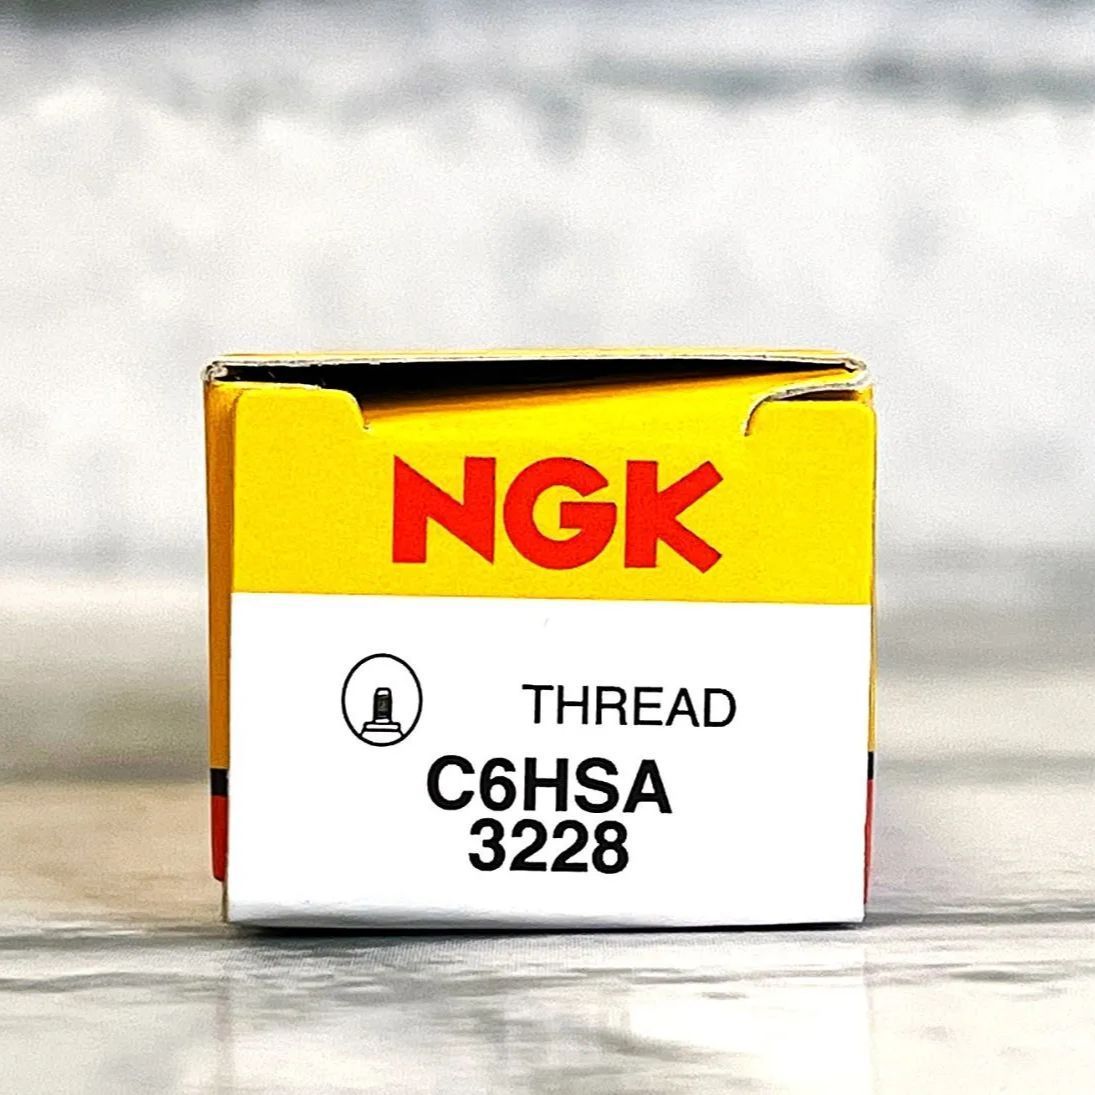 NGK
THREAD
C6HSA
3228